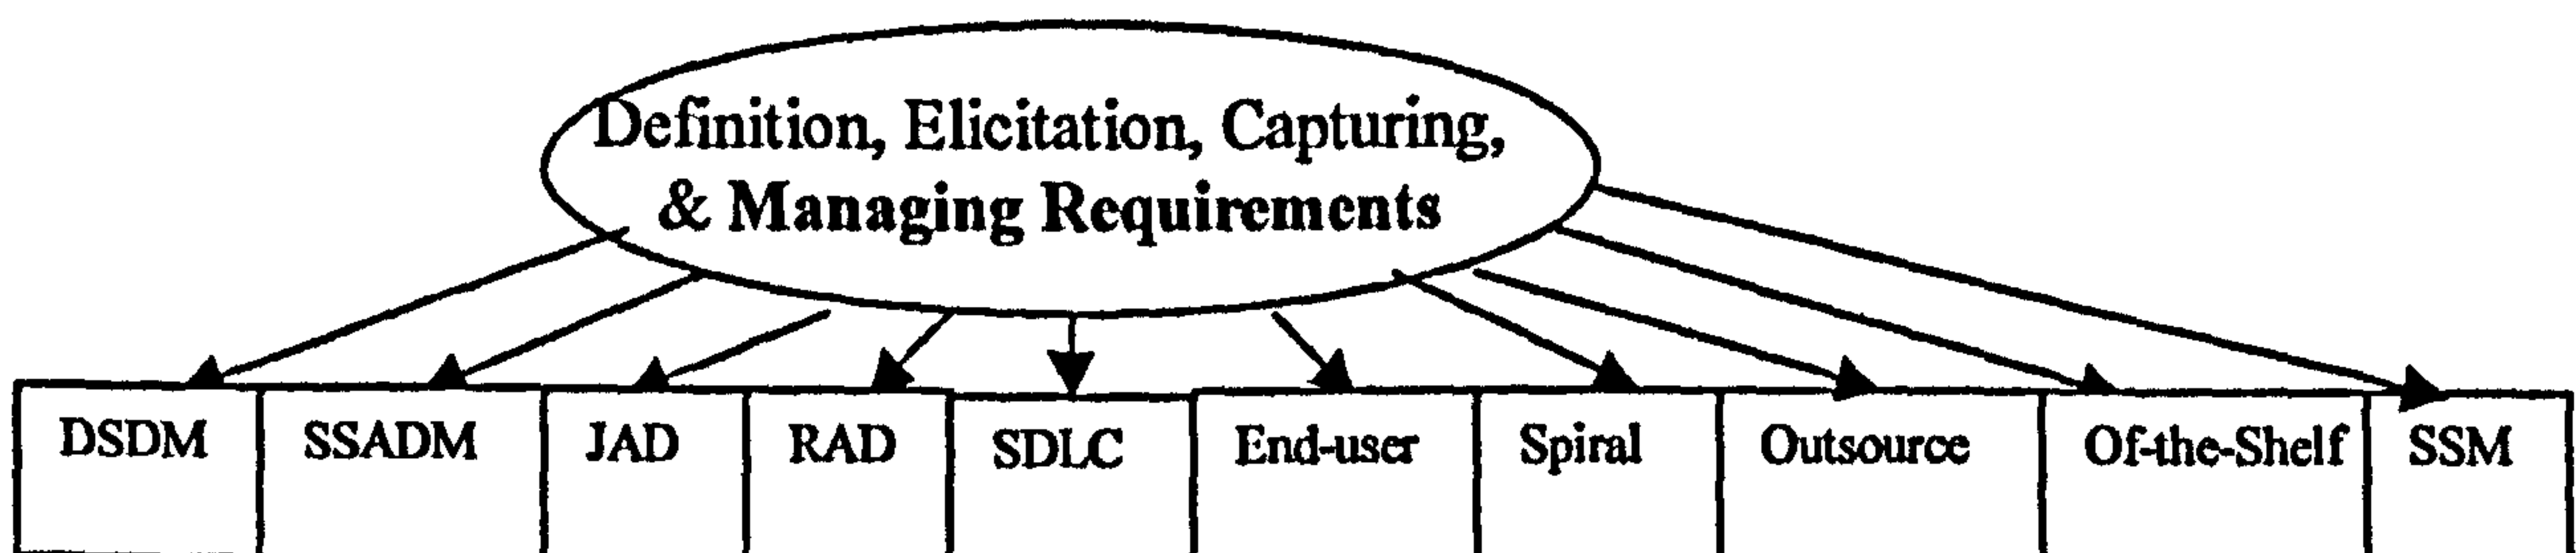 Definition, Elicitation, Capturing,
& Managing Requirements
DSDM SSADM JAD RAD SDLC End-user Spiral Outsource Of-the-Shelf SSM